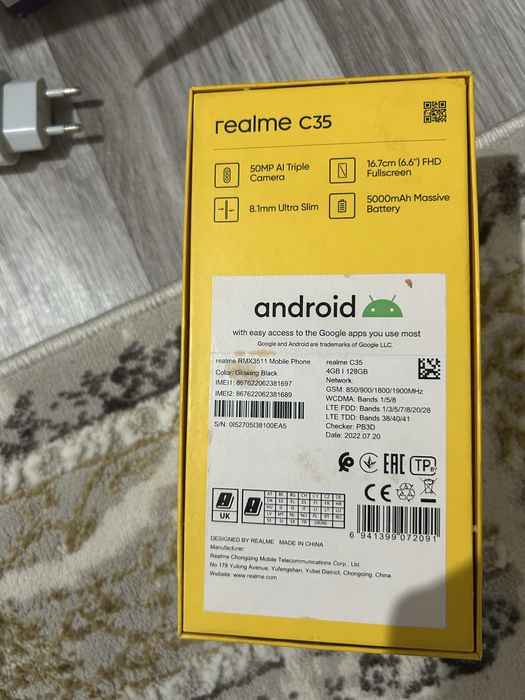 realme C35
50MP AI Triple
Camera
16.7cm (6.6") FHD
Fullscreen
8.1mm Ultra Slim
5000mAh Massive
Battery
android
with easy access to the Google apps you use most
Google and Android are trademarks of Google LLC.
realme RMX3511 Mobile Phone
Color: Glowing Black
IMEI1: 867622062381697
IMEI2: 867622062381689
S/N: 0I52705I38100EA5
realme C35
4GB | 128GB
Network:
GSM: 850/900/1800/1900MHz
WCDMA: Bands 1/5/8
LTE FDD: Bands 1/3/5/7/8/20/28
LTE TDD: Bands 38/40/41
Checker: PB3D
Date: 2022.07.20
EAC TP BY
CE
UK
6 941399 072091
DESIGNED BY REALME MADE IN CHINA
Manufacturer:
Realme Chongqing Mobile Telecommunications Corp., Ltd
No.178 Yulong Avenue, Yufengshan, Yubei District, Chongqing, China
Website: www.realme.com